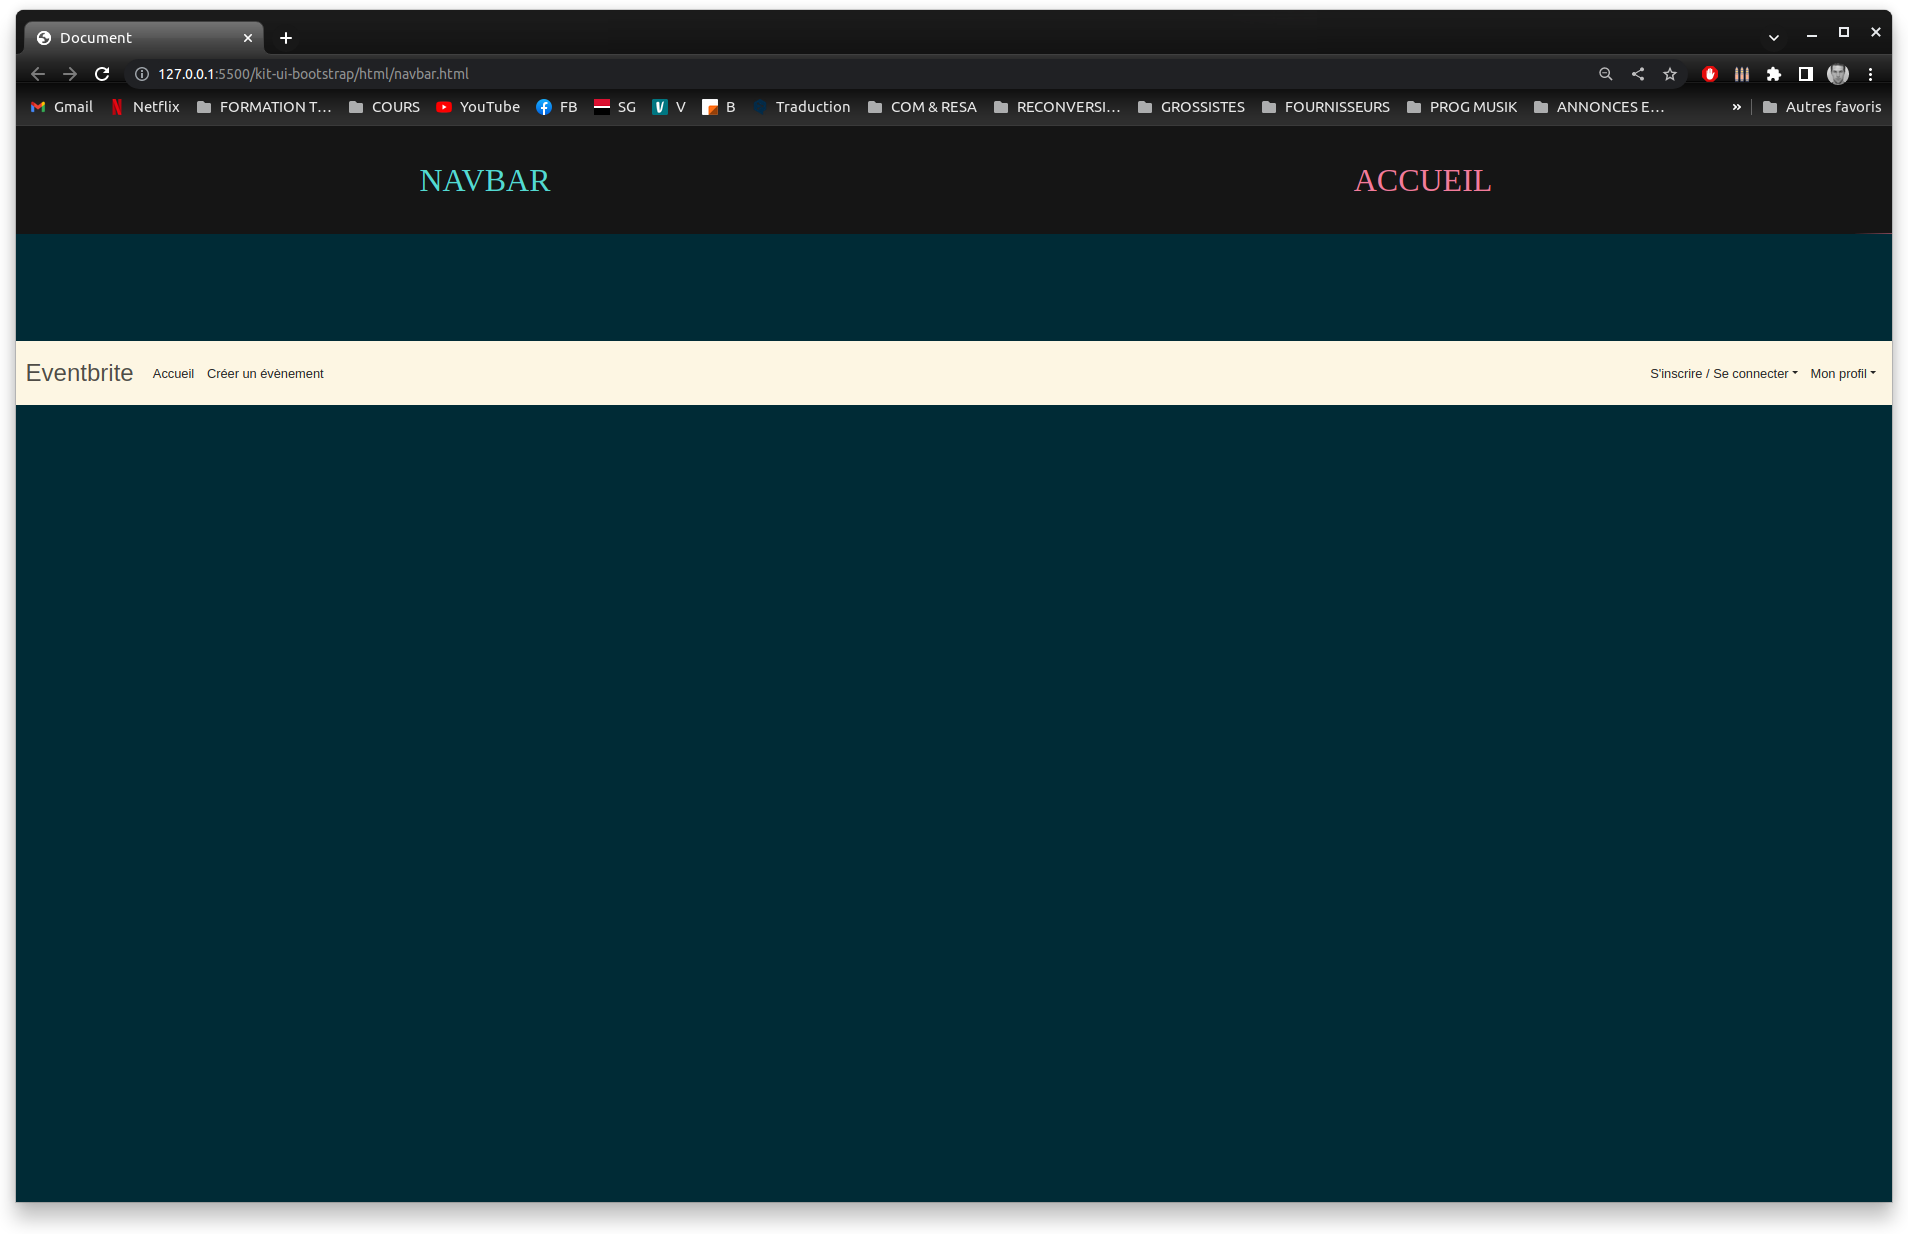 Document
127.0.0.1:5500/kit-ui-bootstrap/html/navbar.html
Gmail Netflix FORMATION T... COURS YouTube FB SG V B Traduction COM & RESA RECONVERSI... GROSSISTES FOURNISSEURS PROG MUSIK ANNONCES E... » Autres favoris
NAVBAR ACCUEIL
Eventbrite Accueil Créer un évènement S'inscrire / Se connecter Mon profil